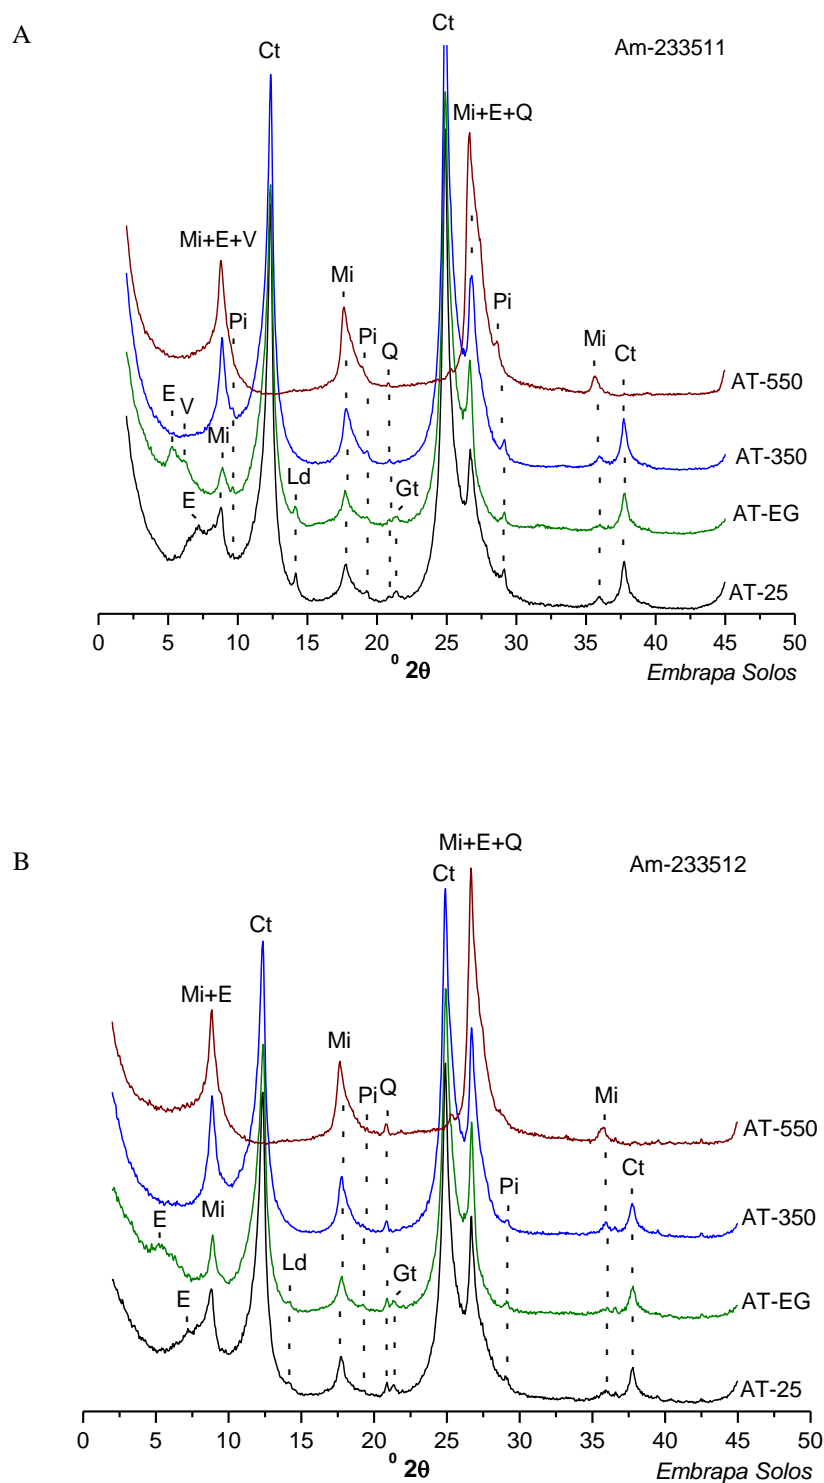 A
Ct
Ct
Am-233511
Mi+E+Q
Mi+E+V
Mi
Pi
Pi
Pi
Q
Mi
Ct
AT-550
E
V
Mi
AT-350
Ld
Gt
E
AT-EG
AT-25
0 5 10 15 20 25 30 35 40 45 50
⁰ 2θ
Embrapa Solos
B
Mi+E+Q
Am-233512
Ct
Ct
Mi+E
Mi
Pi
Q
Mi
AT-550
Ct
AT-350
E
Mi
Pi
Ld
Gt
AT-EG
E
AT-25
0 5 10 15 20 25 30 35 40 45 50
⁰ 2θ
Embrapa Solos